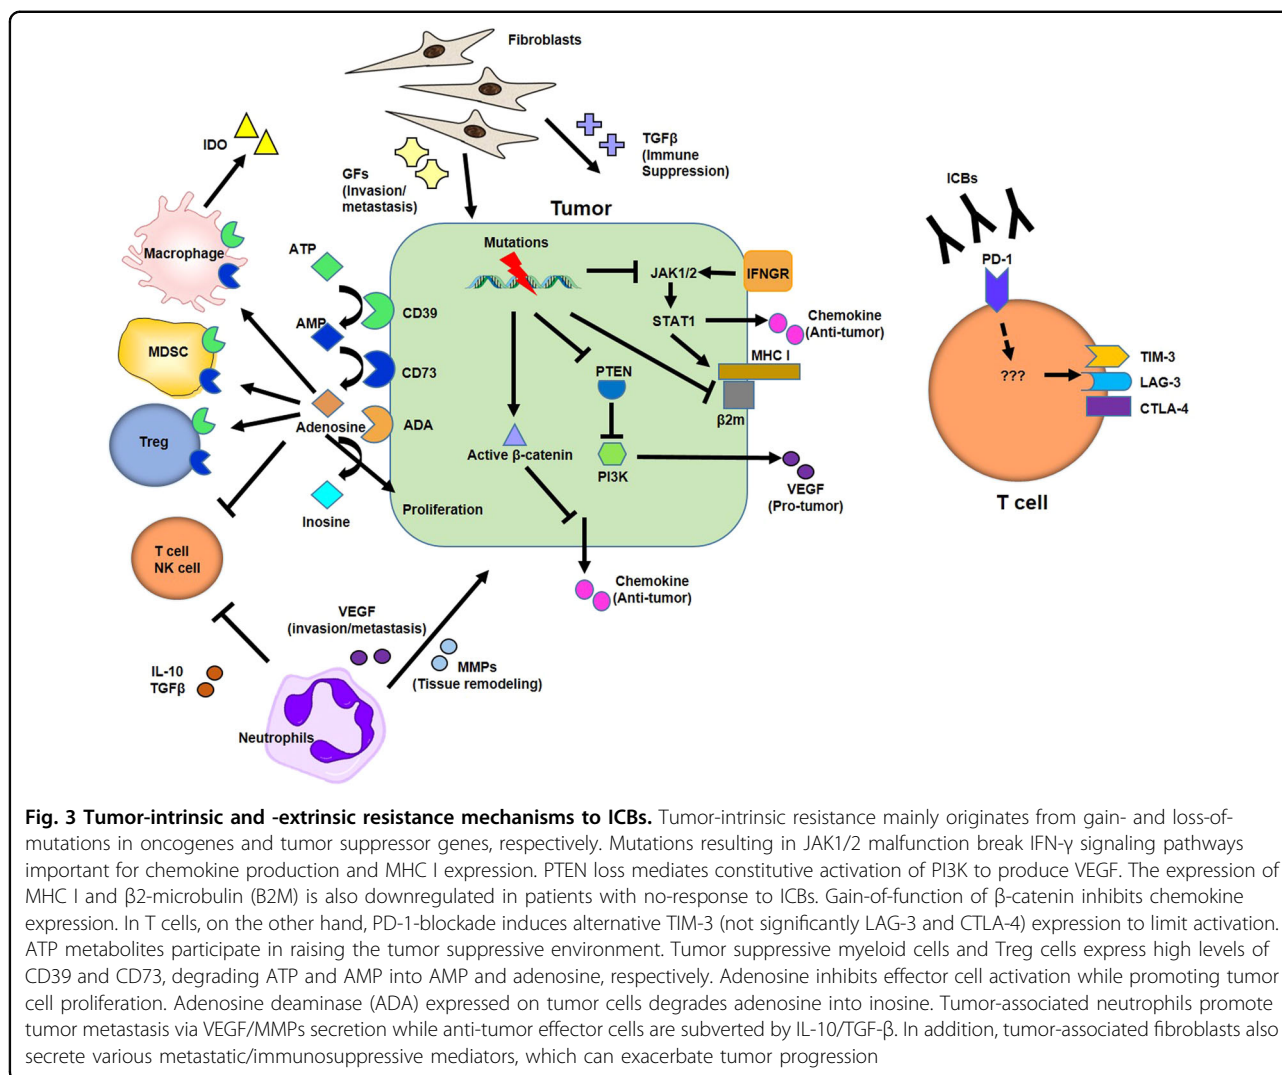 Fibroblasts
IDO
GFs
(Invasion/
metastasis)
TGFβ
(Immune
Suppression)
ICBs
Tumor
Macrophage
ATP
Mutations
JAK1/2
IFNGR
PD-1
CD39
AMP
STAT1
Chemokine
(Anti-tumor)
MDSC
CD73
PTEN
MHC I
???
TIM-3
LAG-3
CTLA-4
Adenosine
ADA
β2m
Treg
Active β-catenin
PI3K
VEGF
(Pro-tumor)
T cell
Inosine
Proliferation
T cell
NK cell
Chemokine
(Anti-tumor)
VEGF
(invasion/metastasis)
IL-10
TGFβ
MMPs
(Tissue remodeling)
Neutrophils
Fig. 3 Tumor-intrinsic and -extrinsic resistance mechanisms to ICBs. Tumor-intrinsic resistance mainly originates from gain- and loss-of-
mutations in oncogenes and tumor suppressor genes, respectively. Mutations resulting in JAK1/2 malfunction break IFN-γ signaling pathways
important for chemokine production and MHC I expression. PTEN loss mediates constitutive activation of PI3K to produce VEGF. The expression of
MHC I and β2-microbulin (B2M) is also downregulated in patients with no-response to ICBs. Gain-of-function of β-catenin inhibits chemokine
expression. In T cells, on the other hand, PD-1-blockade induces alternative TIM-3 (not significantly LAG-3 and CTLA-4) expression to limit activation.
ATP metabolites participate in raising the tumor suppressive environment. Tumor suppressive myeloid cells and Treg cells express high levels of
CD39 and CD73, degrading ATP and AMP into AMP and adenosine, respectively. Adenosine inhibits effector cell activation while promoting tumor
cell proliferation. Adenosine deaminase (ADA) expressed on tumor cells degrades adenosine into inosine. Tumor-associated neutrophils promote
tumor metastasis via VEGF/MMPs secretion while anti-tumor effector cells are subverted by IL-10/TGF-β. In addition, tumor-associated fibroblasts also
secrete various metastatic/immunosuppressive mediators, which can exacerbate tumor progression